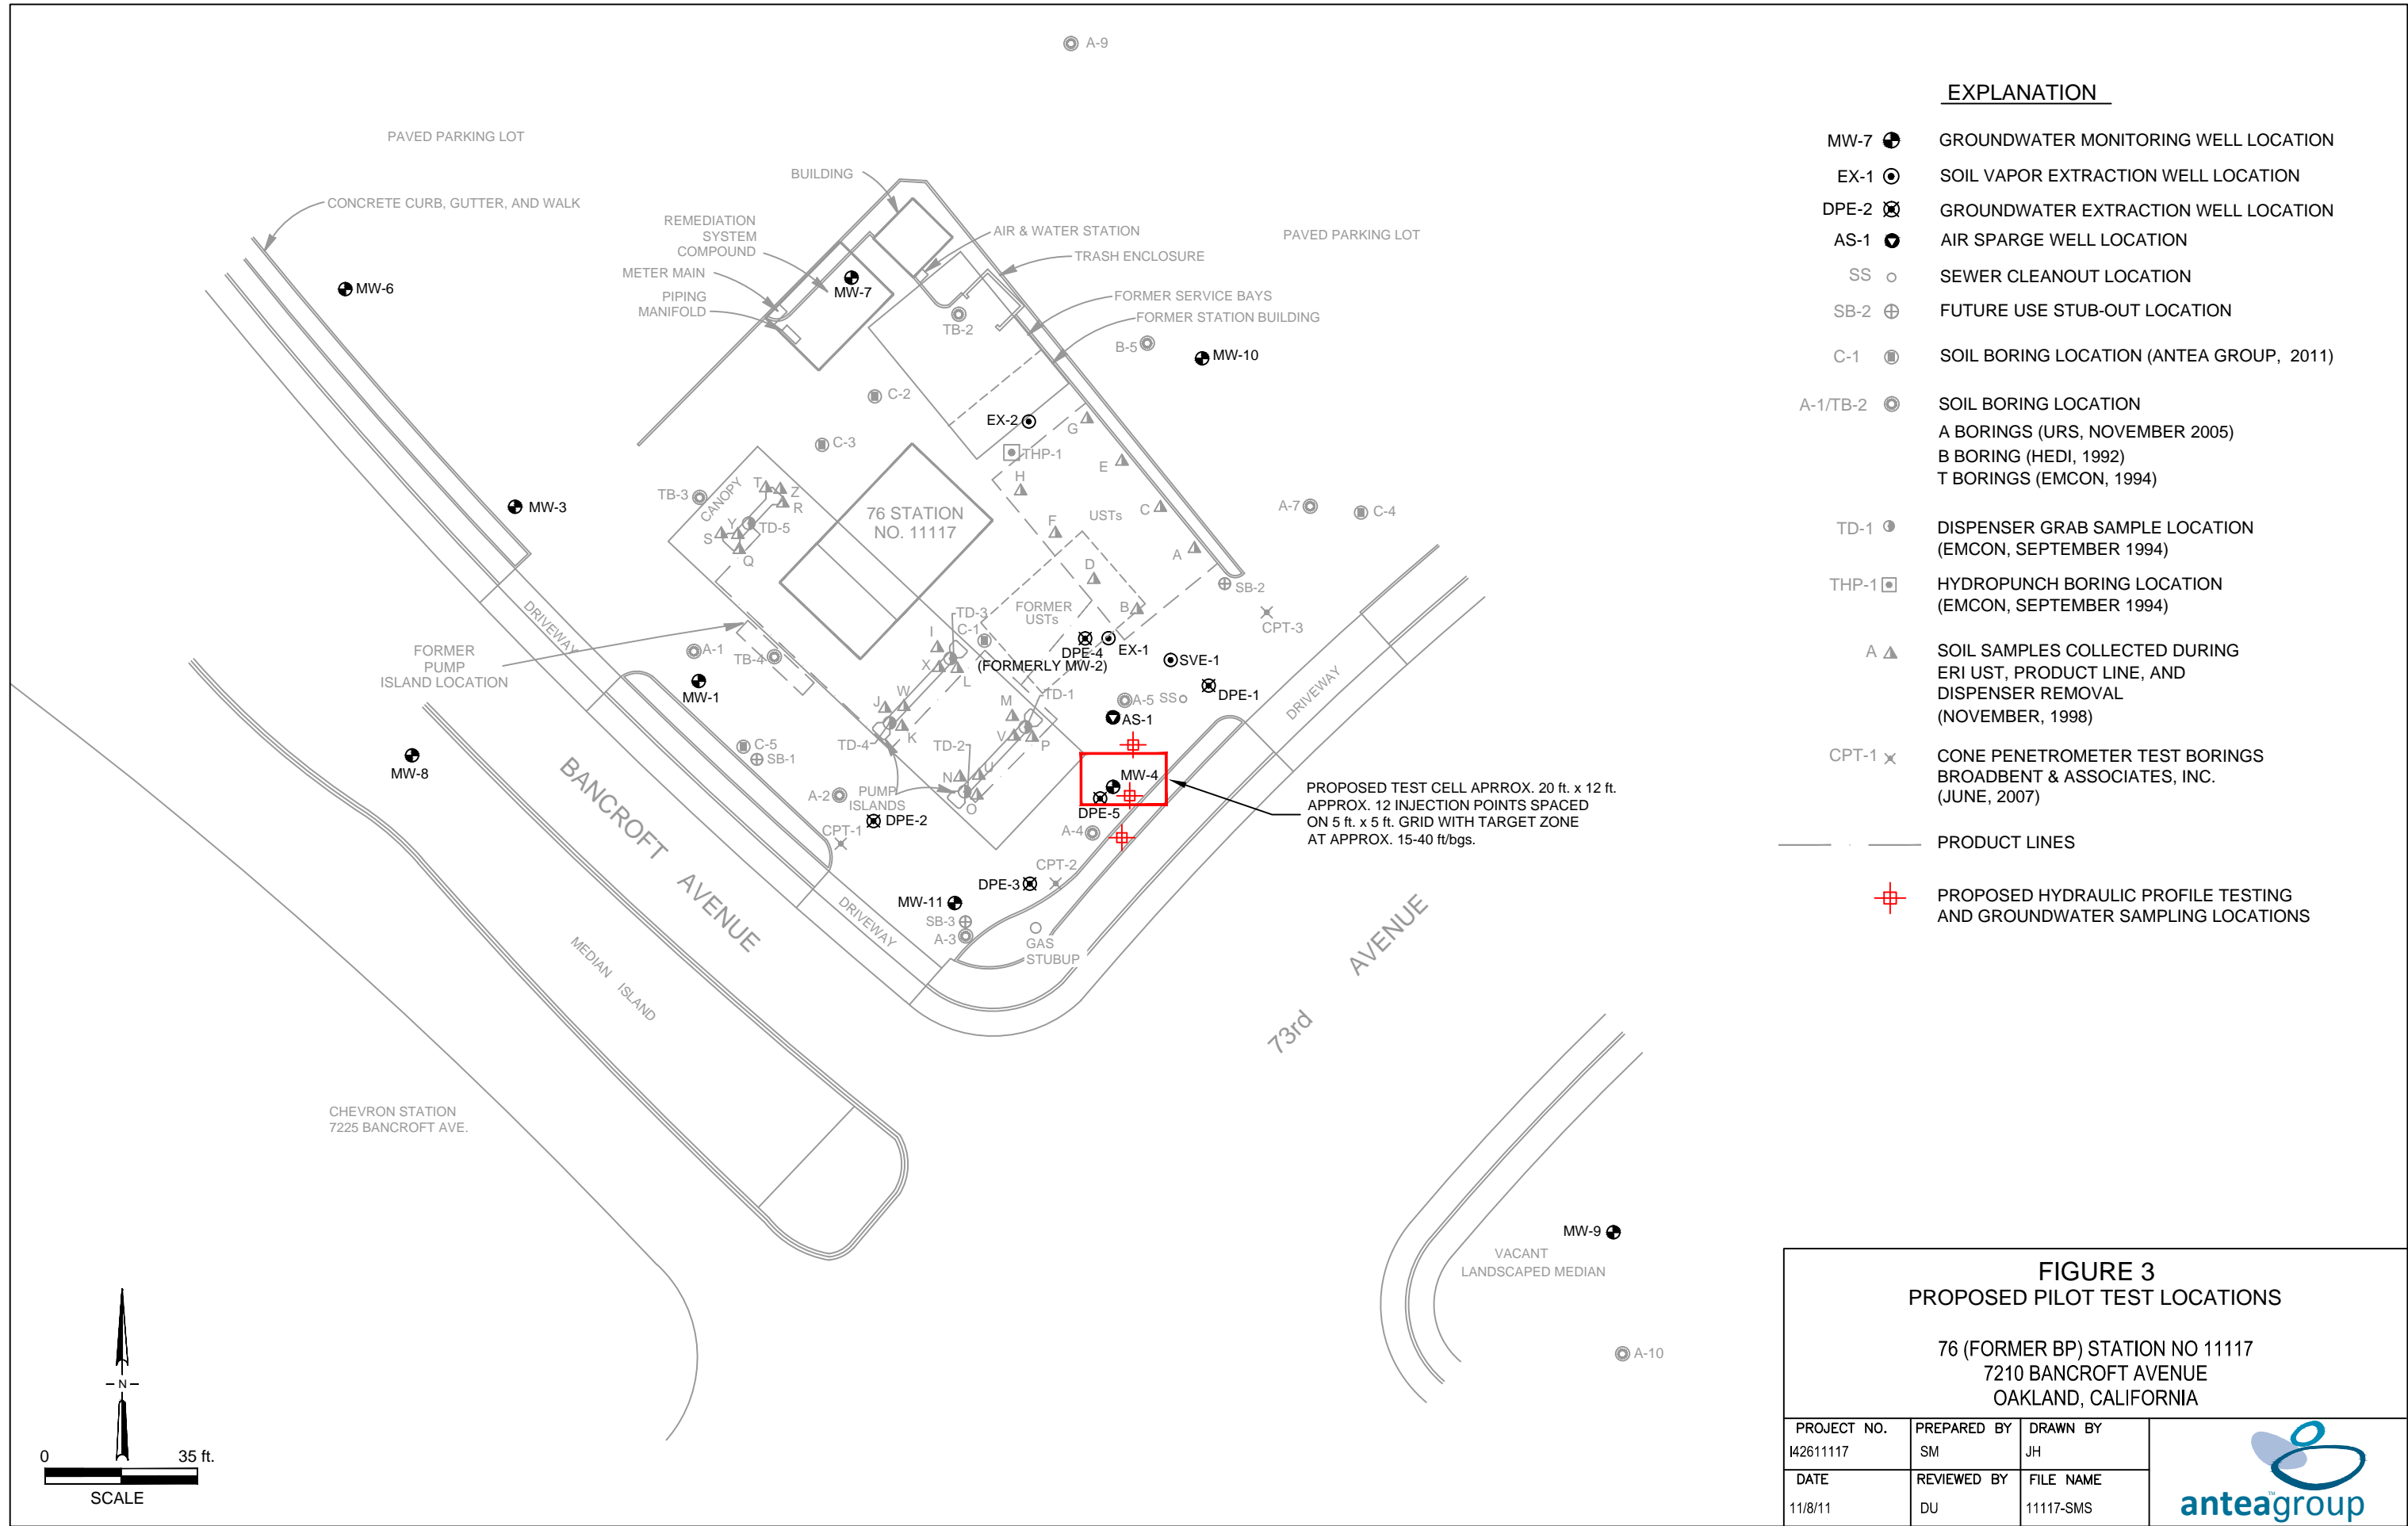 A-9
PAVED PARKING LOT
BUILDING
CONCRETE CURB, GUTTER, AND WALK
REMEDIATION
SYSTEM
COMPOUND
AIR & WATER STATION
PAVED PARKING LOT
TRASH ENCLOSURE
METER MAIN
PIPING
MANIFOLD
MW-6
MW-7
FORMER SERVICE BAYS
FORMER STATION BUILDING
TB-2
B-5
MW-10
C-2
EX-2
G
C-3
THP-1
E
H
TB-3
CANOPY
T
Z
R
MW-3
76 STATION
NO. 11117
C
USTs
A-7
C-4
Y
TD-5
S
Q
F
A
D
SB-2
B
DRIVEWAY
TD-3
C-1
FORMER
USTs
CPT-3
FORMER
PUMP
ISLAND LOCATION
A-1
TB-4
I
X
L
DPE-4
(FORMERLY MW-2)
EX-1
SVE-1
MW-1
DPE-1
TD-1
A-5
SS
DRIVEWAY
J
W
K
M
AS-1
TD-4
TD-2
V
P
C-5
SB-1
MW-8
N
U
O
MW-4
DPE-5
BANCROFT
AVENUE
A-2
PUMP
ISLANDS
DPE-2
CPT-1
A-4
PROPOSED TEST CELL APRROX. 20 ft. x 12 ft.
APPROX. 12 INJECTION POINTS SPACED
ON 5 ft. x 5 ft. GRID WITH TARGET ZONE
AT APPROX. 15-40 ft/bgs.
CPT-2
DPE-3
MW-11
SB-3
A-3
DRIVEWAY
GAS
STUBUP
MEDIAN ISLAND
73rd
AVENUE
CHEVRON STATION
7225 BANCROFT AVE.
MW-9
VACANT
LANDSCAPED MEDIAN
A-10
N
0 35 ft.
SCALE
EXPLANATION
MW-7 GROUNDWATER MONITORING WELL LOCATION
EX-1 SOIL VAPOR EXTRACTION WELL LOCATION
DPE-2 GROUNDWATER EXTRACTION WELL LOCATION
AS-1 AIR SPARGE WELL LOCATION
SS SEWER CLEANOUT LOCATION
SB-2 FUTURE USE STUB-OUT LOCATION
C-1 SOIL BORING LOCATION (ANTEA GROUP, 2011)
A-1/TB-2 SOIL BORING LOCATION
A BORINGS (URS, NOVEMBER 2005)
B BORING (HEDI, 1992)
T BORINGS (EMCON, 1994)
TD-1 DISPENSER GRAB SAMPLE LOCATION
(EMCON, SEPTEMBER 1994)
THP-1 HYDROPUNCH BORING LOCATION
(EMCON, SEPTEMBER 1994)
A SOIL SAMPLES COLLECTED DURING
ERI UST, PRODUCT LINE, AND
DISPENSER REMOVAL
(NOVEMBER, 1998)
CPT-1 CONE PENETROMETER TEST BORINGS
BROADBENT & ASSOCIATES, INC.
(JUNE, 2007)
PRODUCT LINES
PROPOSED HYDRAULIC PROFILE TESTING
AND GROUNDWATER SAMPLING LOCATIONS
FIGURE 3
PROPOSED PILOT TEST LOCATIONS
76 (FORMER BP) STATION NO 11117
7210 BANCROFT AVENUE
OAKLAND, CALIFORNIA
PROJECT NO. PREPARED BY DRAWN BY
I42611117 SM JH
DATE REVIEWED BY FILE NAME
11/8/11 DU 11117-SMS
anteagroup
TM